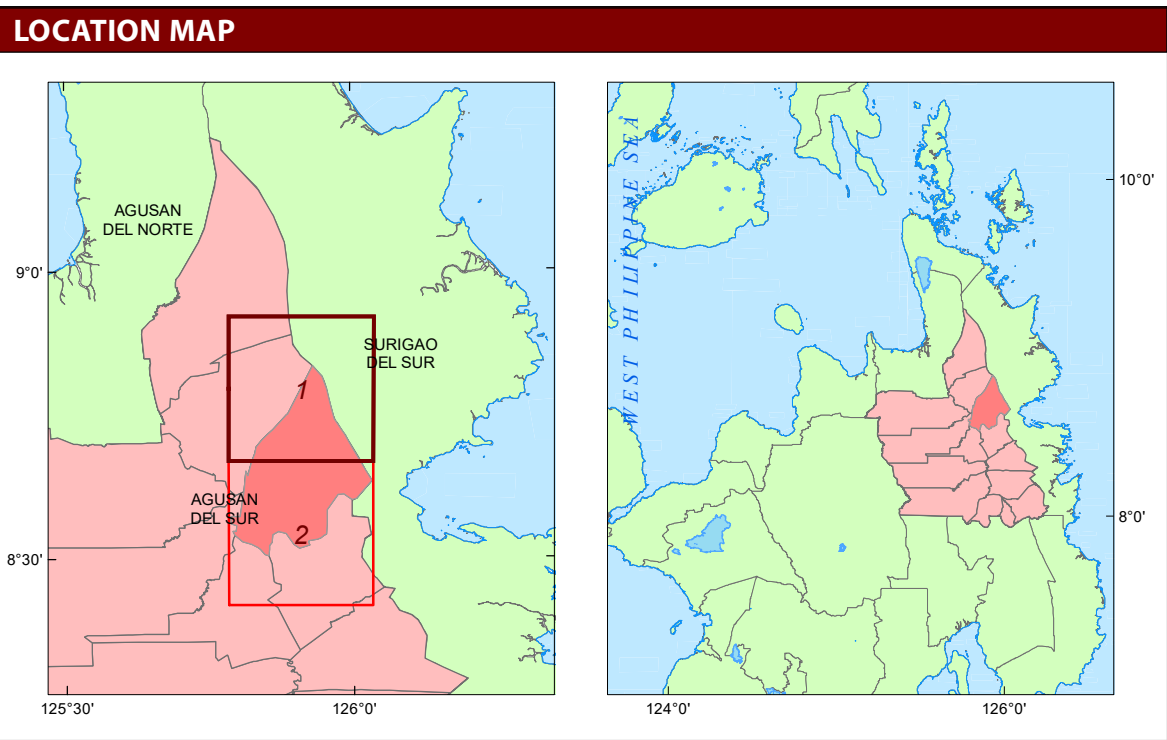 LOCATION MAP
AGUSAN
DEL NORTE
9°0'
SURIGAO
DEL SUR
1
AGUSAN
DEL SUR
2
8°30'
125°30'
126°0'
WEST PHILIPPINE SEA
10°0'
8°0'
124°0'
126°0'